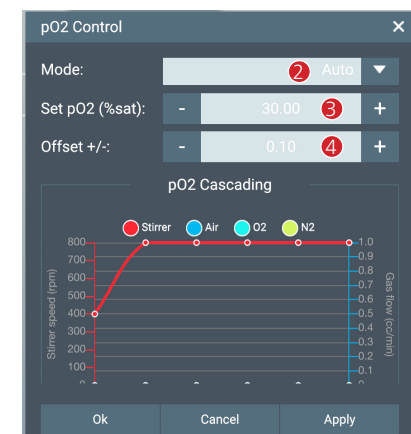 pO2 Control ×
Mode: 2 Auto
Set pO2 (%sat): - 30.00 3 +
Offset +/-: - 0.10 4 +
pO2 Cascading
Stirrer Air O2 N2
800 1.0
700 0.9
600 0.8
500 0.7
400 0.6
300 0.5
200 0.4
100 0.3
0 0.2
0.1
0
Stirrer speed (rpm)
Gas flow (cc/min)
Ok Cancel Apply